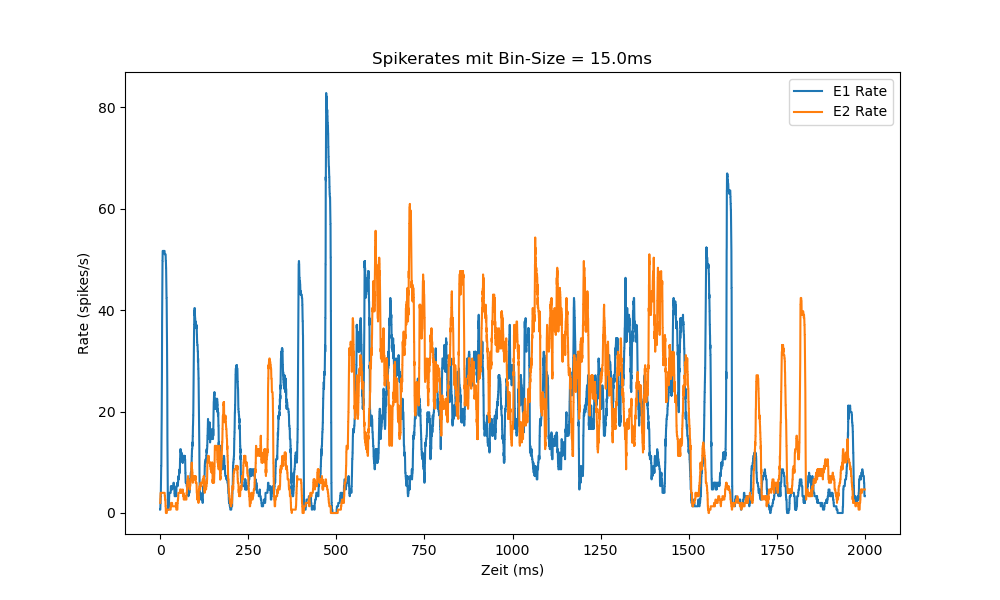 Spikerates mit Bin-Size = 15.0ms
E1 Rate
E2 Rate
80
60
40
20
0
Rate (spikes/s)
0 250 500 750 1000 1250 1500 1750 2000
Zeit (ms)